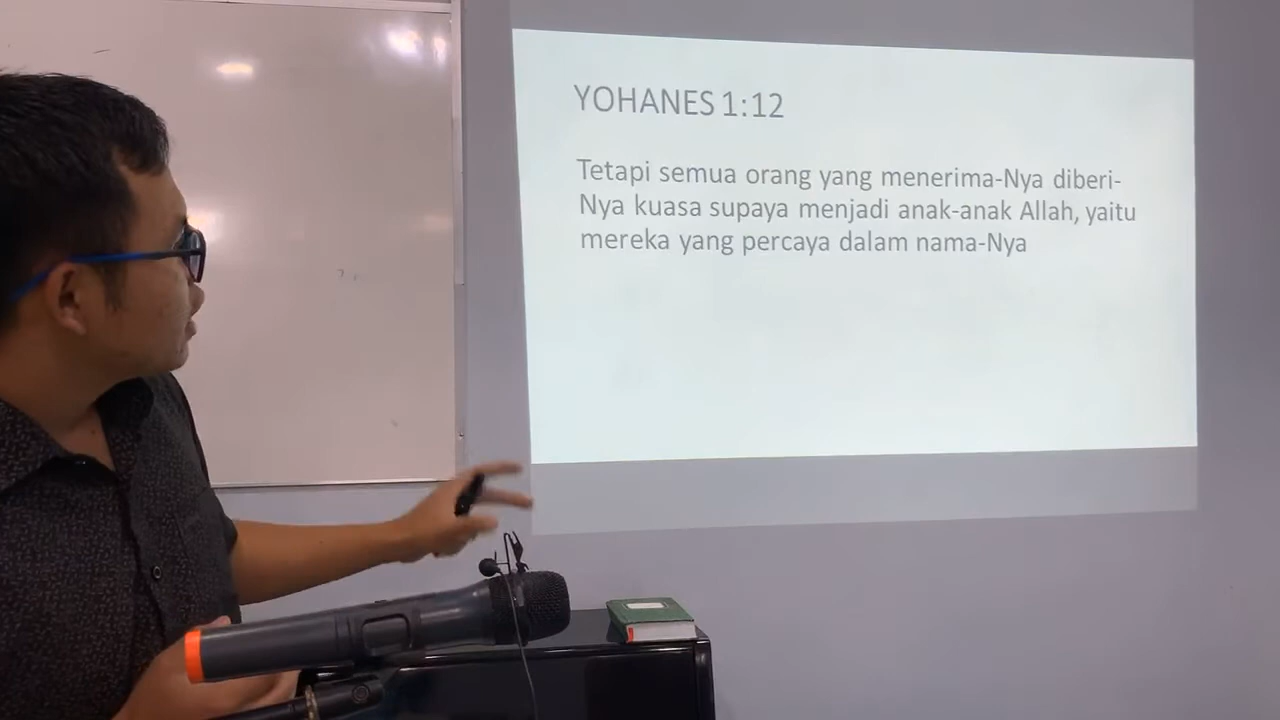 YOHANES 1:12
Tetapi semua orang yang menerima-Nya diberi-
Nya kuasa supaya menjadi anak-anak Allah, yaitu
mereka yang percaya dalam nama-Nya